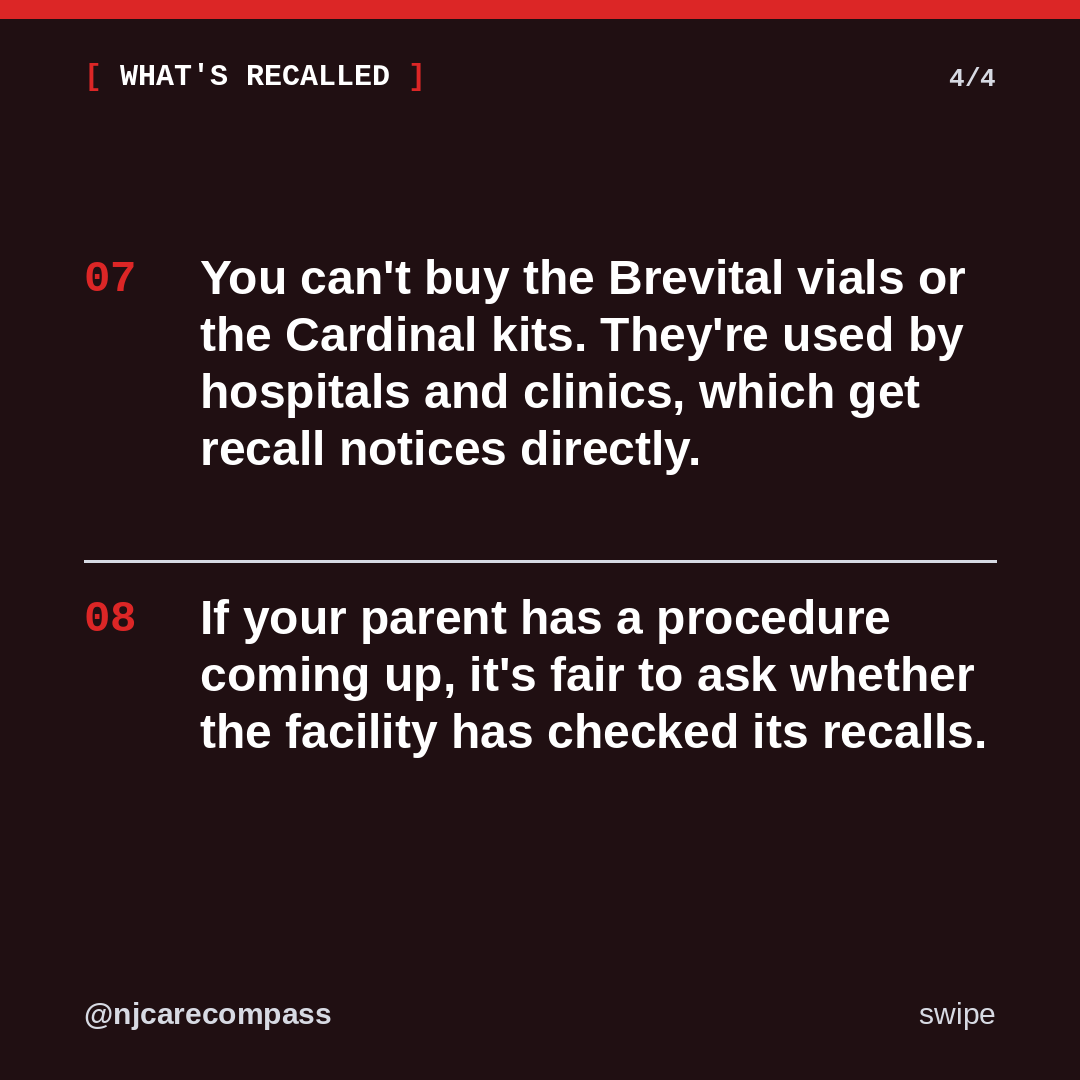 [ WHAT'S RECALLED ]
4/4
07
You can't buy the Brevital vials or
the Cardinal kits. They're used by
hospitals and clinics, which get
recall notices directly.
08
If your parent has a procedure
coming up, it's fair to ask whether
the facility has checked its recalls.
@njcarecompass
swipe